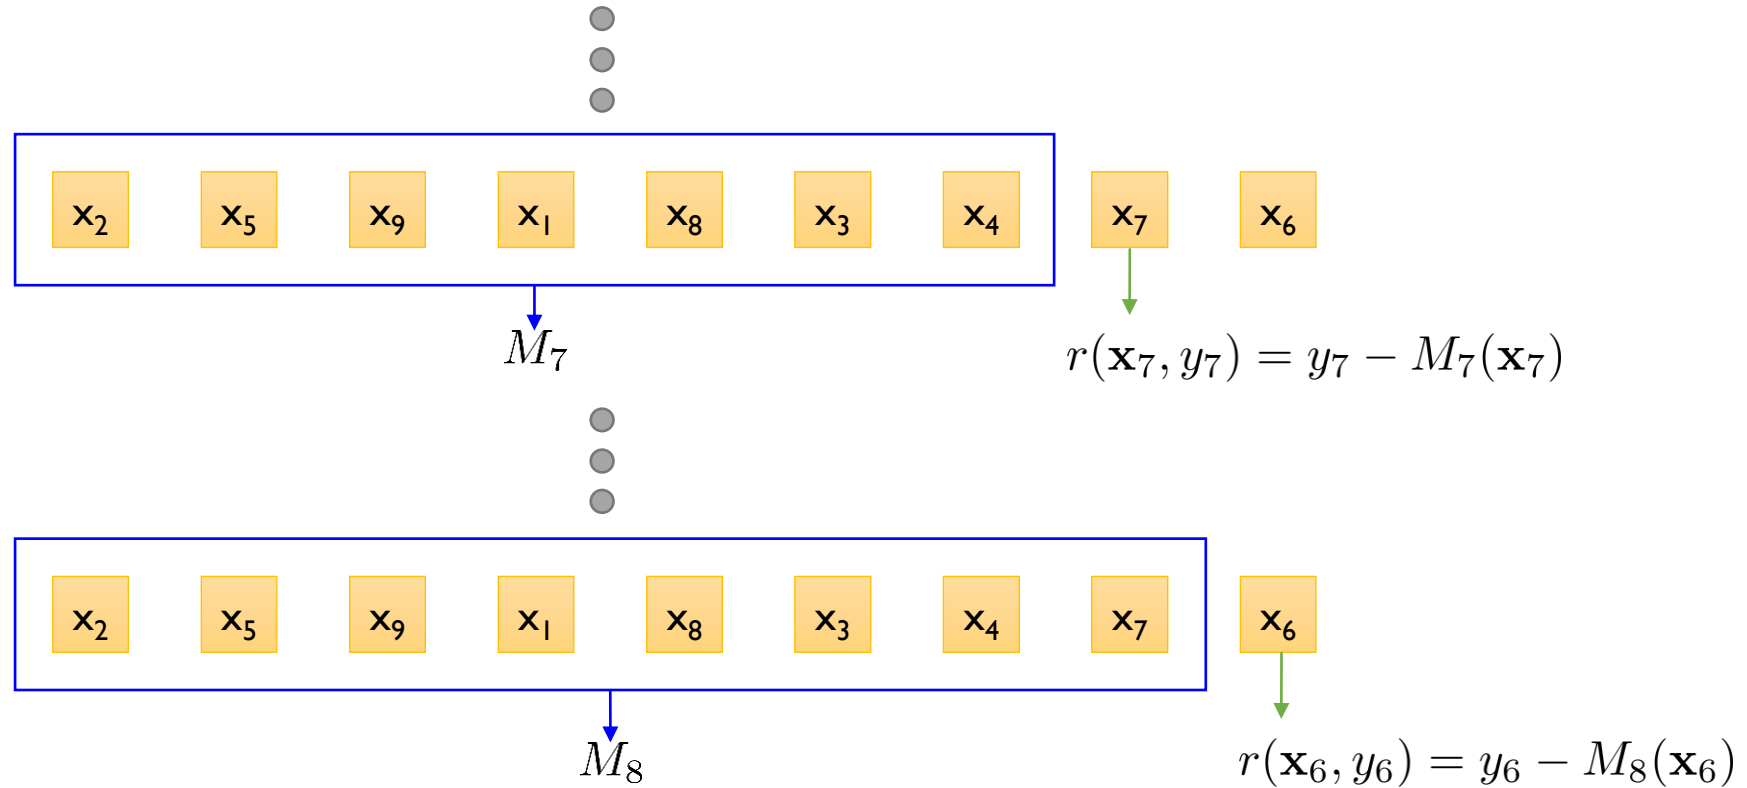 x₂ x₅ x₉ x₁ x₈ x₃ x₄ x₇ x₆
M₇
r(𝐱₇, y₇) = y₇ − M₇(𝐱₇)
x₂ x₅ x₉ x₁ x₈ x₃ x₄ x₇ x₆
M₈
r(𝐱₆, y₆) = y₆ − M₈(𝐱₆)